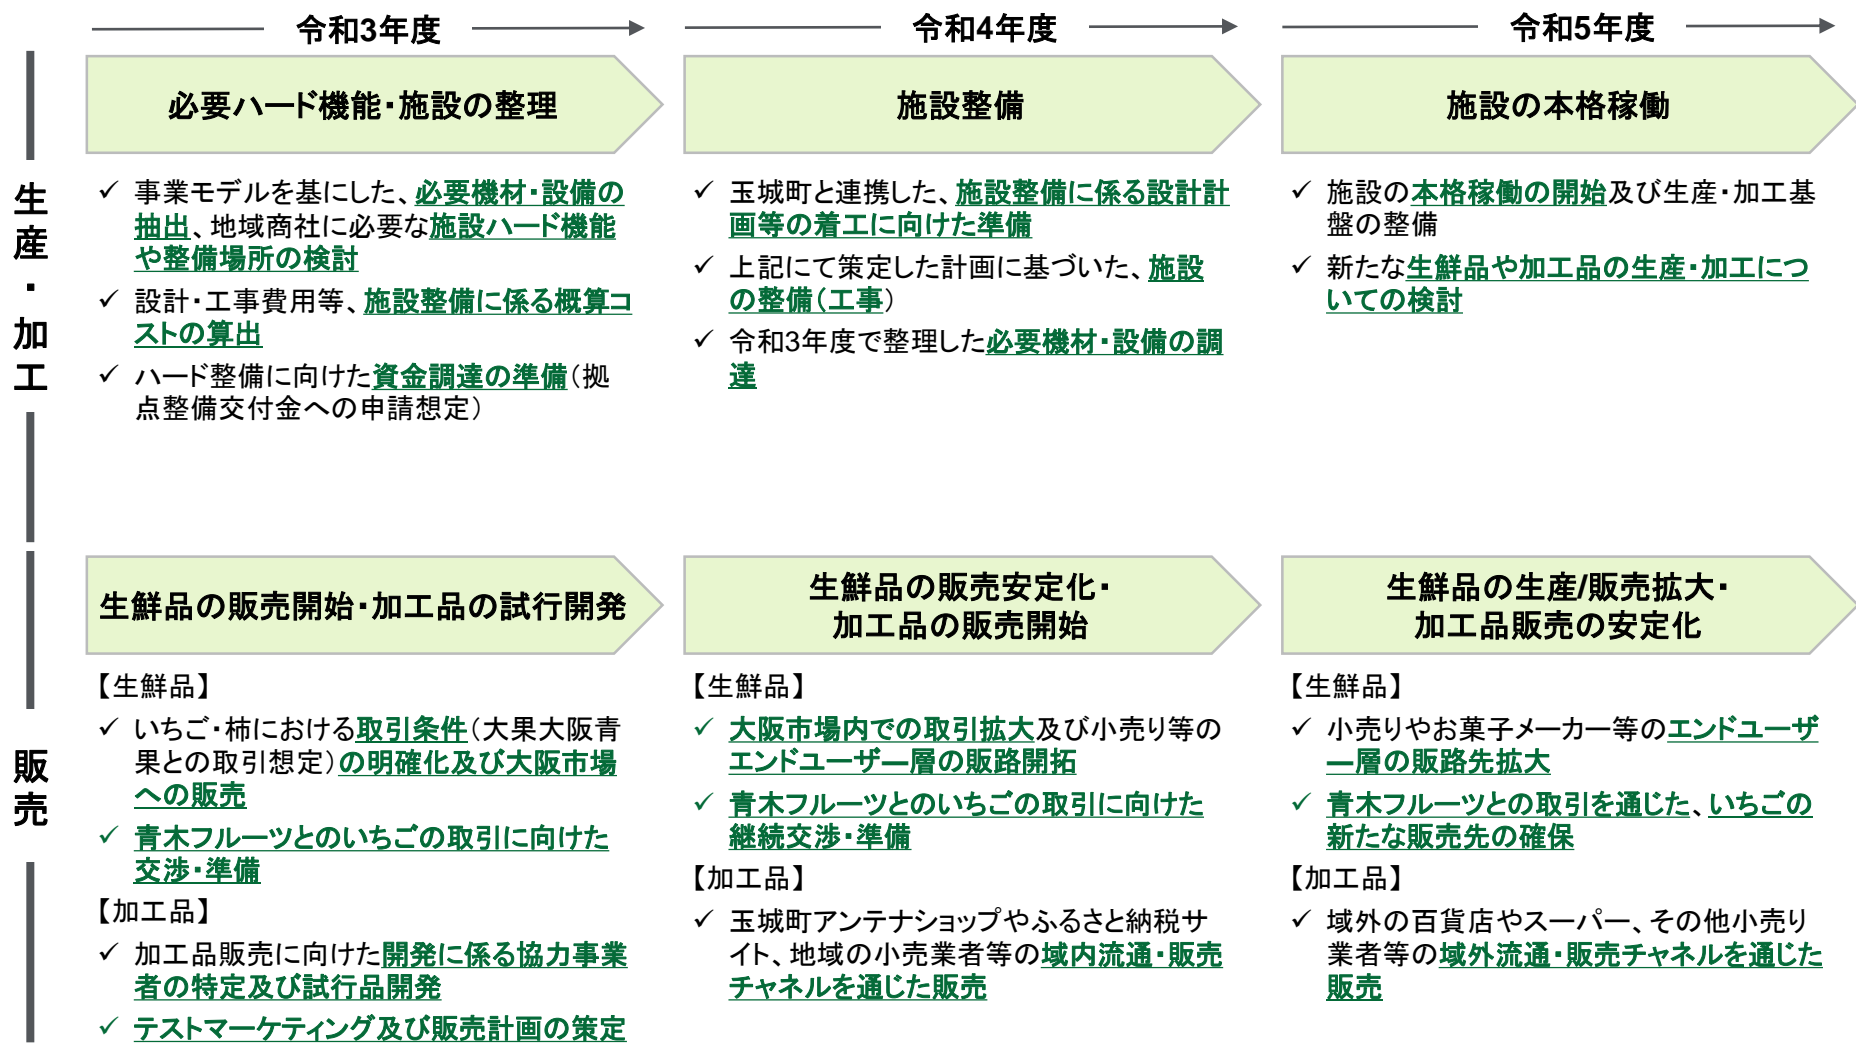 令和3年度
令和4年度
令和5年度
生産・加工
必要ハード機能・施設の整理
✓ 事業モデルを基にした、必要機材・設備の
抽出、地域商社に必要な施設ハード機能
や整備場所の検討
✓ 設計・工事費用等、施設整備に係る概算コ
ストの算出
✓ ハード整備に向けた資金調達の準備（拠
点整備交付金への申請想定）
施設整備
✓ 玉城町と連携した、施設整備に係る設計計
画等の着工に向けた準備
✓ 上記にて策定した計画に基づいた、施設
の整備（工事）
✓ 令和3年度で整理した必要機材・設備の調
達
施設の本格稼働
✓ 施設の本格稼働の開始及び生産・加工基
盤の整備
✓ 新たな生鮮品や加工品の生産・加工につ
いての検討
販売
生鮮品の販売開始・加工品の試行開発
【生鮮品】
✓ いちご・柿における取引条件（大果大阪青
果との取引想定）の明確化及び大阪市場
への販売
✓ 青木フルーツとのいちごの取引に向けた
交渉・準備
【加工品】
✓ 加工品販売に向けた開発に係る協力事業
者の特定及び試行品開発
✓ テストマーケティング及び販売計画の策定
生鮮品の販売安定化・
加工品の販売開始
【生鮮品】
✓ 大阪市場内での取引拡大及び小売り等の
エンドユーザー層の販路開拓
✓ 青木フルーツとのいちごの取引に向けた
継続交渉・準備
【加工品】
✓ 玉城町アンテナショップやふるさと納税サ
イト、地域の小売業者等の域内流通・販売
チャネルを通じた販売
生鮮品の生産/販売拡大・
加工品販売の安定化
【生鮮品】
✓ 小売りやお菓子メーカー等のエンドユーザ
ー層の販路先拡大
✓ 青木フルーツとの取引を通じた、いちごの
新たな販売先の確保
【加工品】
✓ 域外の百貨店やスーパー、その他小売り
業者等の域外流通・販売チャネルを通じた
販売